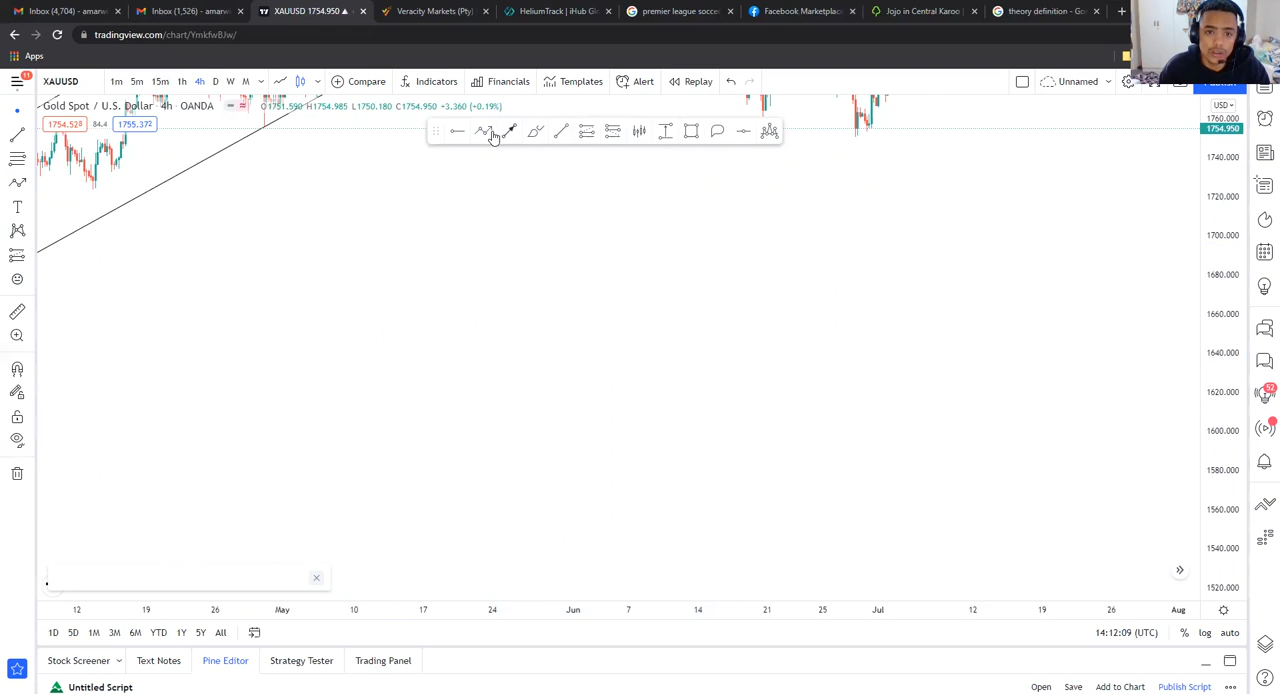 Inbox (4,704) - amarwi
Inbox (1,526) - amarwi
XAUUSD 1754.950
Veracity Markets (Pty)
HeliumTrack | iHub Gl
premier league socce
Facebook Marketplac
Jojo in Central Karoo |
theory definition - Go
tradingview.com/chart/YmkfwBJw/
Apps
11
XAUUSD
1m 5m 15m 1h 4h D W M
Compare
Indicators
Financials
Templates
Alert
Replay
Unnamed
Publish
Gold Spot / U.S. Dollar · 4h · OANDA
O1751.590 H1754.985 L1750.180 C1754.950 +3.360 (+0.19%)
USD
1754.528 84.4 1755.372
1760.000
1754.950
1740.000
1720.000
1700.000
1680.000
1660.000
1640.000
1620.000
1600.000
1580.000
1560.000
1540.000
1520.000
52
12 19 26 May 10 17 24 Jun 7 14 21 25 Jul 12 19 26 Aug
1D 5D 1M 3M 6M YTD 1Y 5Y All
14:12:09 (UTC) % log auto
Stock Screener Text Notes Pine Editor Strategy Tester Trading Panel
Untitled Script
Open Save Add to Chart Publish Script